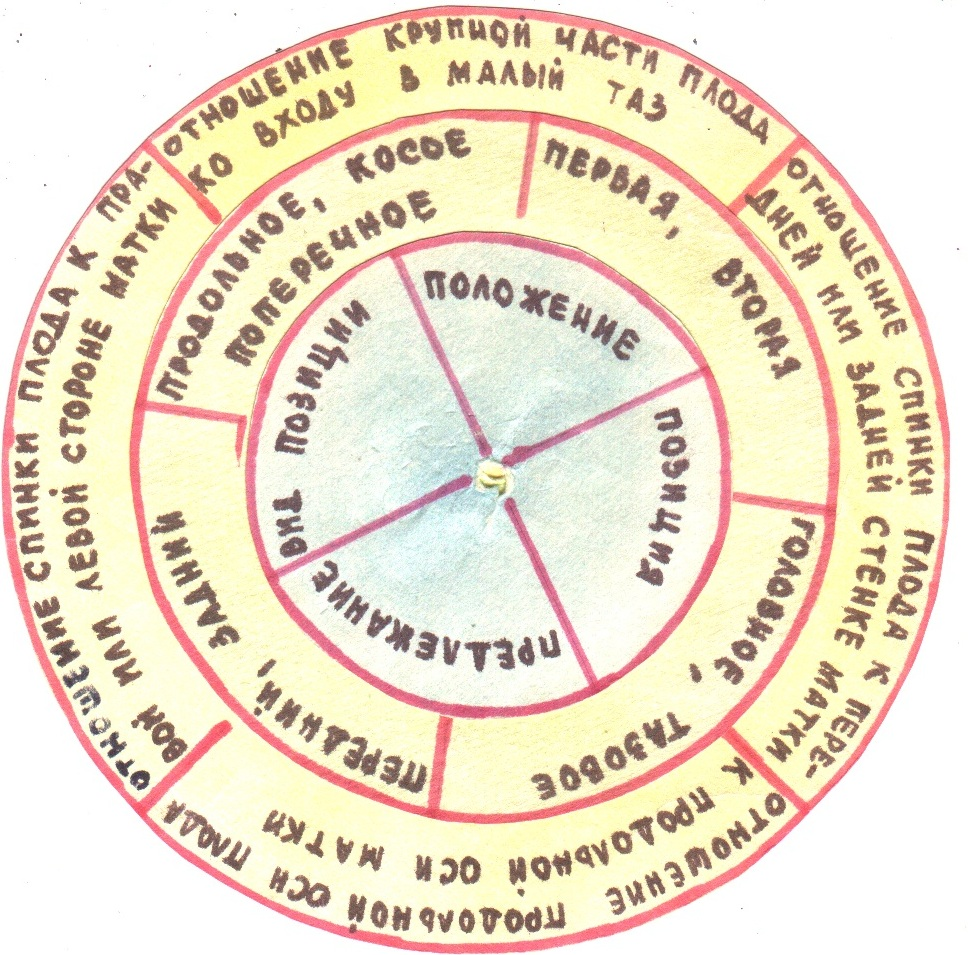 ОТНОШЕНИЕ КРУПНОЙ ЧАСТИ ПЛОДА
КО ВХОДУ В МАЛЫЙ ТАЗ
ОТНОШЕНИЕ СПИНКИ ПЛОДА К ПЕРЕ-
ДНЕЙ ИЛИ ЗАДНЕЙ СТЕНКЕ МАТКИ
ОТНОШЕНИЕ ПРОДОЛЬНОЙ ОСИ ПЛОДА
К ПРОДОЛЬНОЙ ОСИ МАТКИ
ОТНОШЕНИЕ СПИНКИ ПЛОДА К ПРА-
ВОЙ ИЛИ ЛЕВОЙ СТОРОНЕ МАТКИ
ПРОДОЛЬНОЕ, КОСОЕ
ПОПЕРЕЧНОЕ
ПЕРВАЯ, ВТОРАЯ
ГОЛОВНОЕ,
ТАЗОВОЕ
ПЕРЕДНИЙ, ЗАДНИЙ
ПОЛОЖЕНИЕ
ПОЗИЦИЯ
ПРЕДЛЕЖАНИЕ
ТИП ПОЗИЦИИ